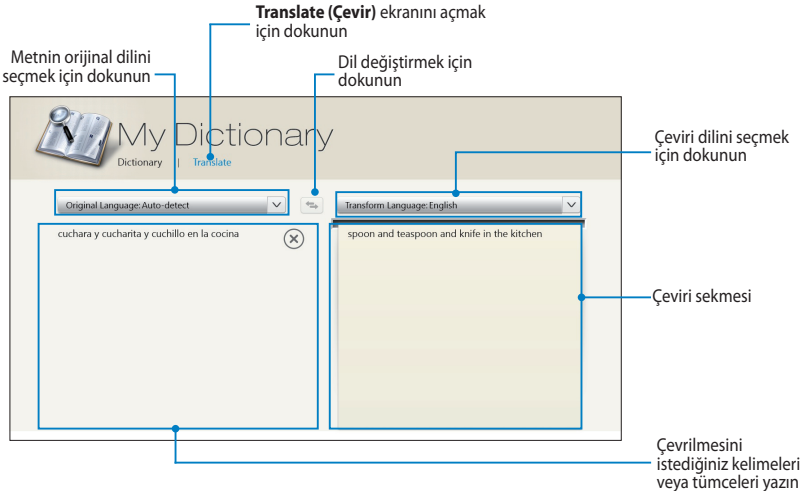 Translate (Çevir) ekranını açmak
için dokunun
Metnin orijinal dilini
seçmek için dokunun
Dil değiştirmek için
dokunun
Çeviri dilini seçmek
için dokunun
My Dictionary
Dictionary | Translate
Original Language: Auto-detect
Transform Language: English
cuchara y cucharita y cuchillo en la cocina
spoon and teaspoon and knife in the kitchen
Çeviri sekmesi
Çevrilmesini
istediğiniz kelimeleri
veya tümceleri yazın